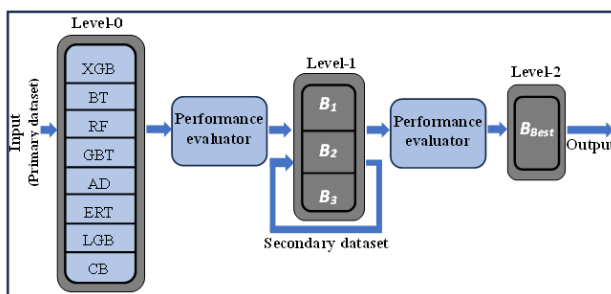 Level-0
Input
(Primary dataset)
XGB
BT
RF
GBT
AD
ERT
LGB
CB
Performance
evaluator
Level-1
B1
B2
B3
Secondary dataset
Performance
evaluator
Level-2
BBest
Output